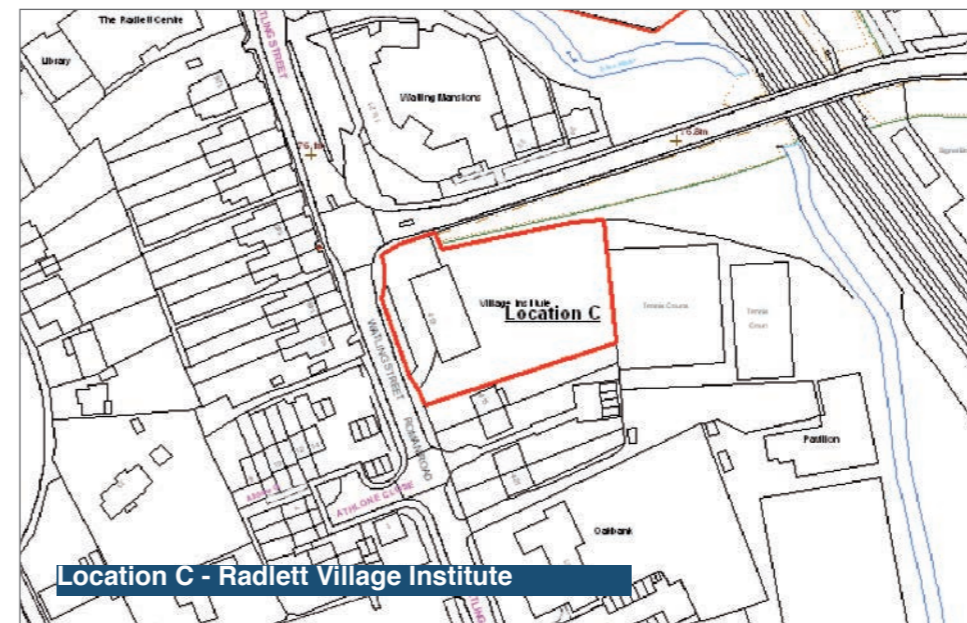 The Radlett Centre
Library
WATLING STREET
Watling Mansions
76.1m
76.8m
Village Institute
Location C
Tennis Courts
Tennis
Court
WATLING STREET
ROMAN ROAD
ATHLONE CLOSE
Pavilion
Oakbank
Location C - Radlett Village Institute